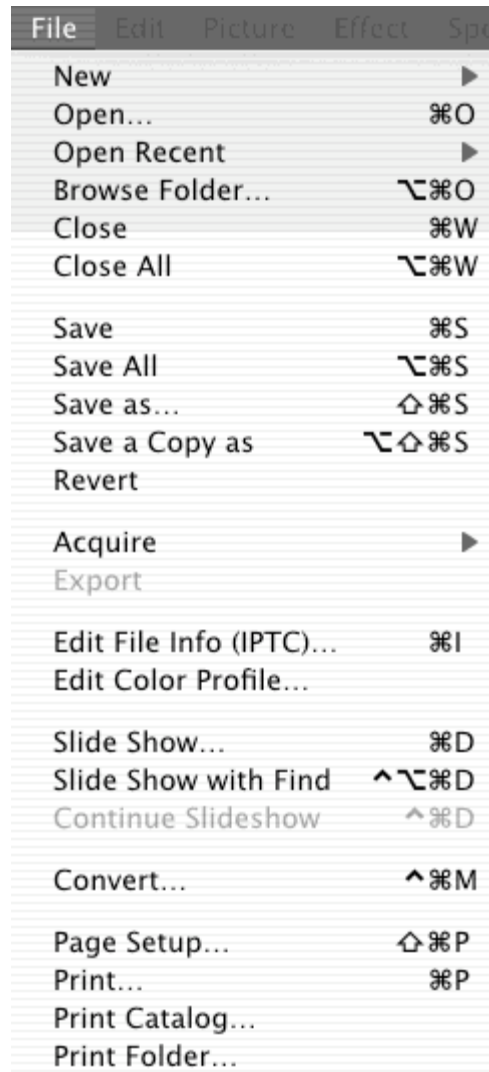 File Edit Picture Effect Spe
New ▶
Open... ⌘O
Open Recent ▶
Browse Folder... ⌥⌘O
Close ⌘W
Close All ⌥⌘W
Save ⌘S
Save All ⌥⌘S
Save as... ⇧⌘S
Save a Copy as ⌥⇧⌘S
Revert
Acquire ▶
Export
Edit File Info (IPTC)... ⌘I
Edit Color Profile...
Slide Show... ⌘D
Slide Show with Find ^⌥⌘D
Continue Slideshow ^⌘D
Convert... ^⌘M
Page Setup... ⇧⌘P
Print... ⌘P
Print Catalog...
Print Folder...